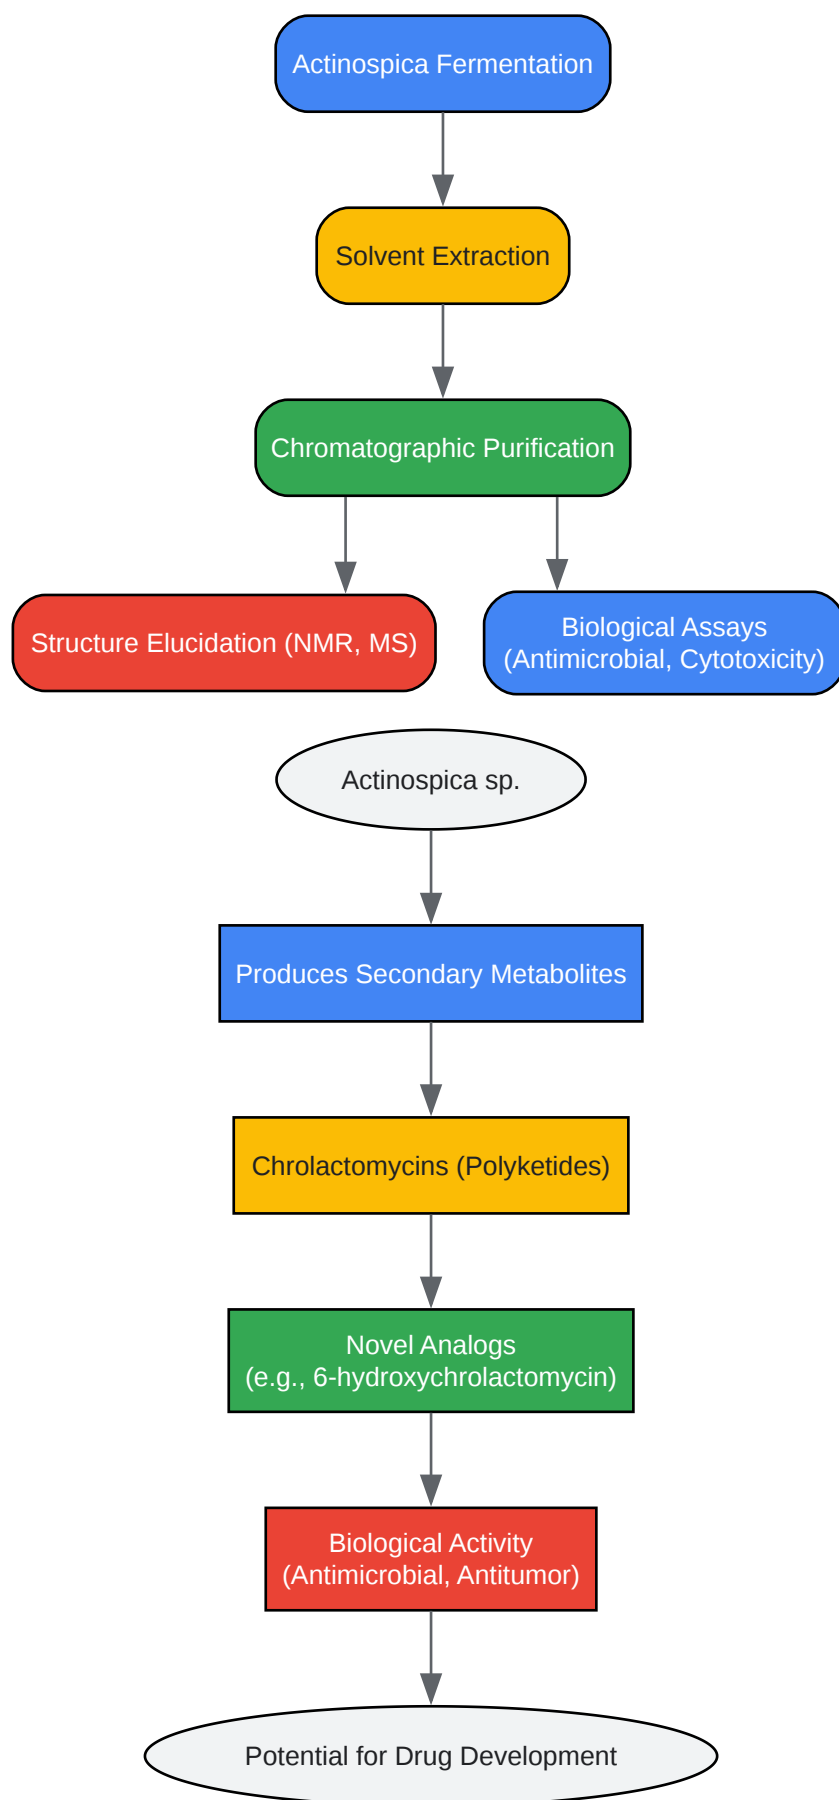 Actinospica Fermentation
Solvent Extraction
Chromatographic Purification
Structure Elucidation (NMR, MS)
Biological Assays
(Antimicrobial, Cytotoxicity)
Actinospica sp.
Produces Secondary Metabolites
Chrolactomycins (Polyketides)
Novel Analogs
(e.g., 6-hydroxychrolactomycin)
Biological Activity
(Antimicrobial, Antitumor)
Potential for Drug Development